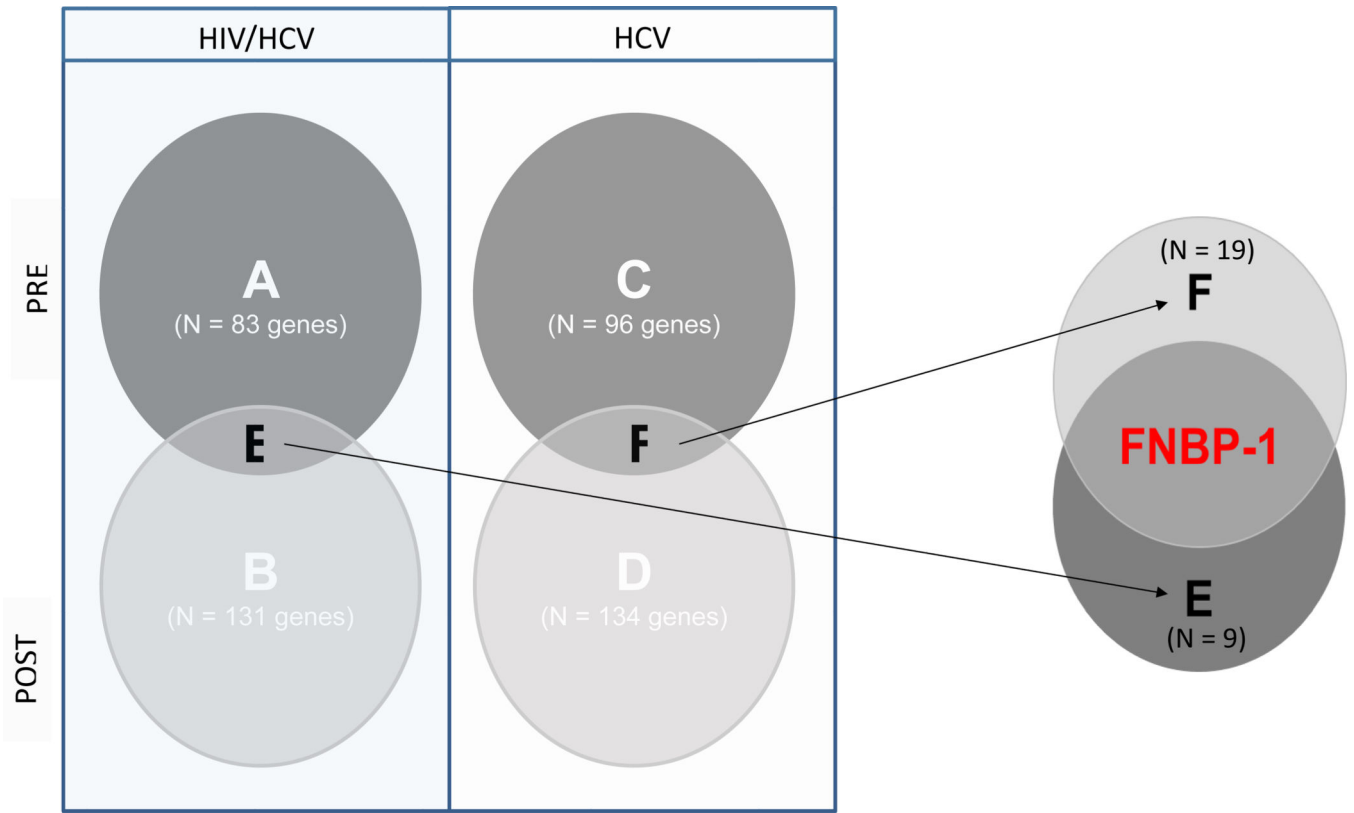 HIV/HCV
HCV
PRE
A
(N = 83 genes)
C
(N = 96 genes)
E
F
POST
B
(N = 131 genes)
D
(N = 134 genes)
(N = 19)
F
FNBP-1
E
(N = 9)